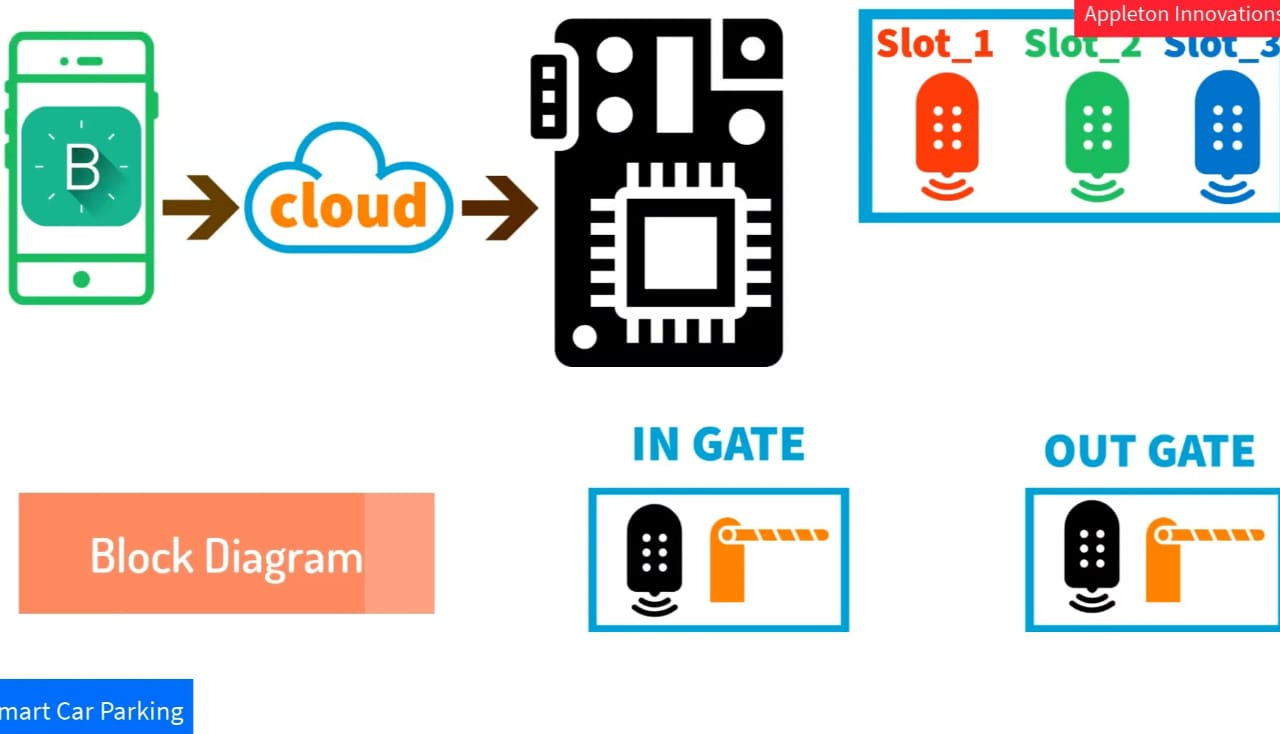 Appleton Innovations
Slot_1 Slot_2 Slot_3
B
cloud
IN GATE
OUT GATE
Block Diagram
mart Car Parking